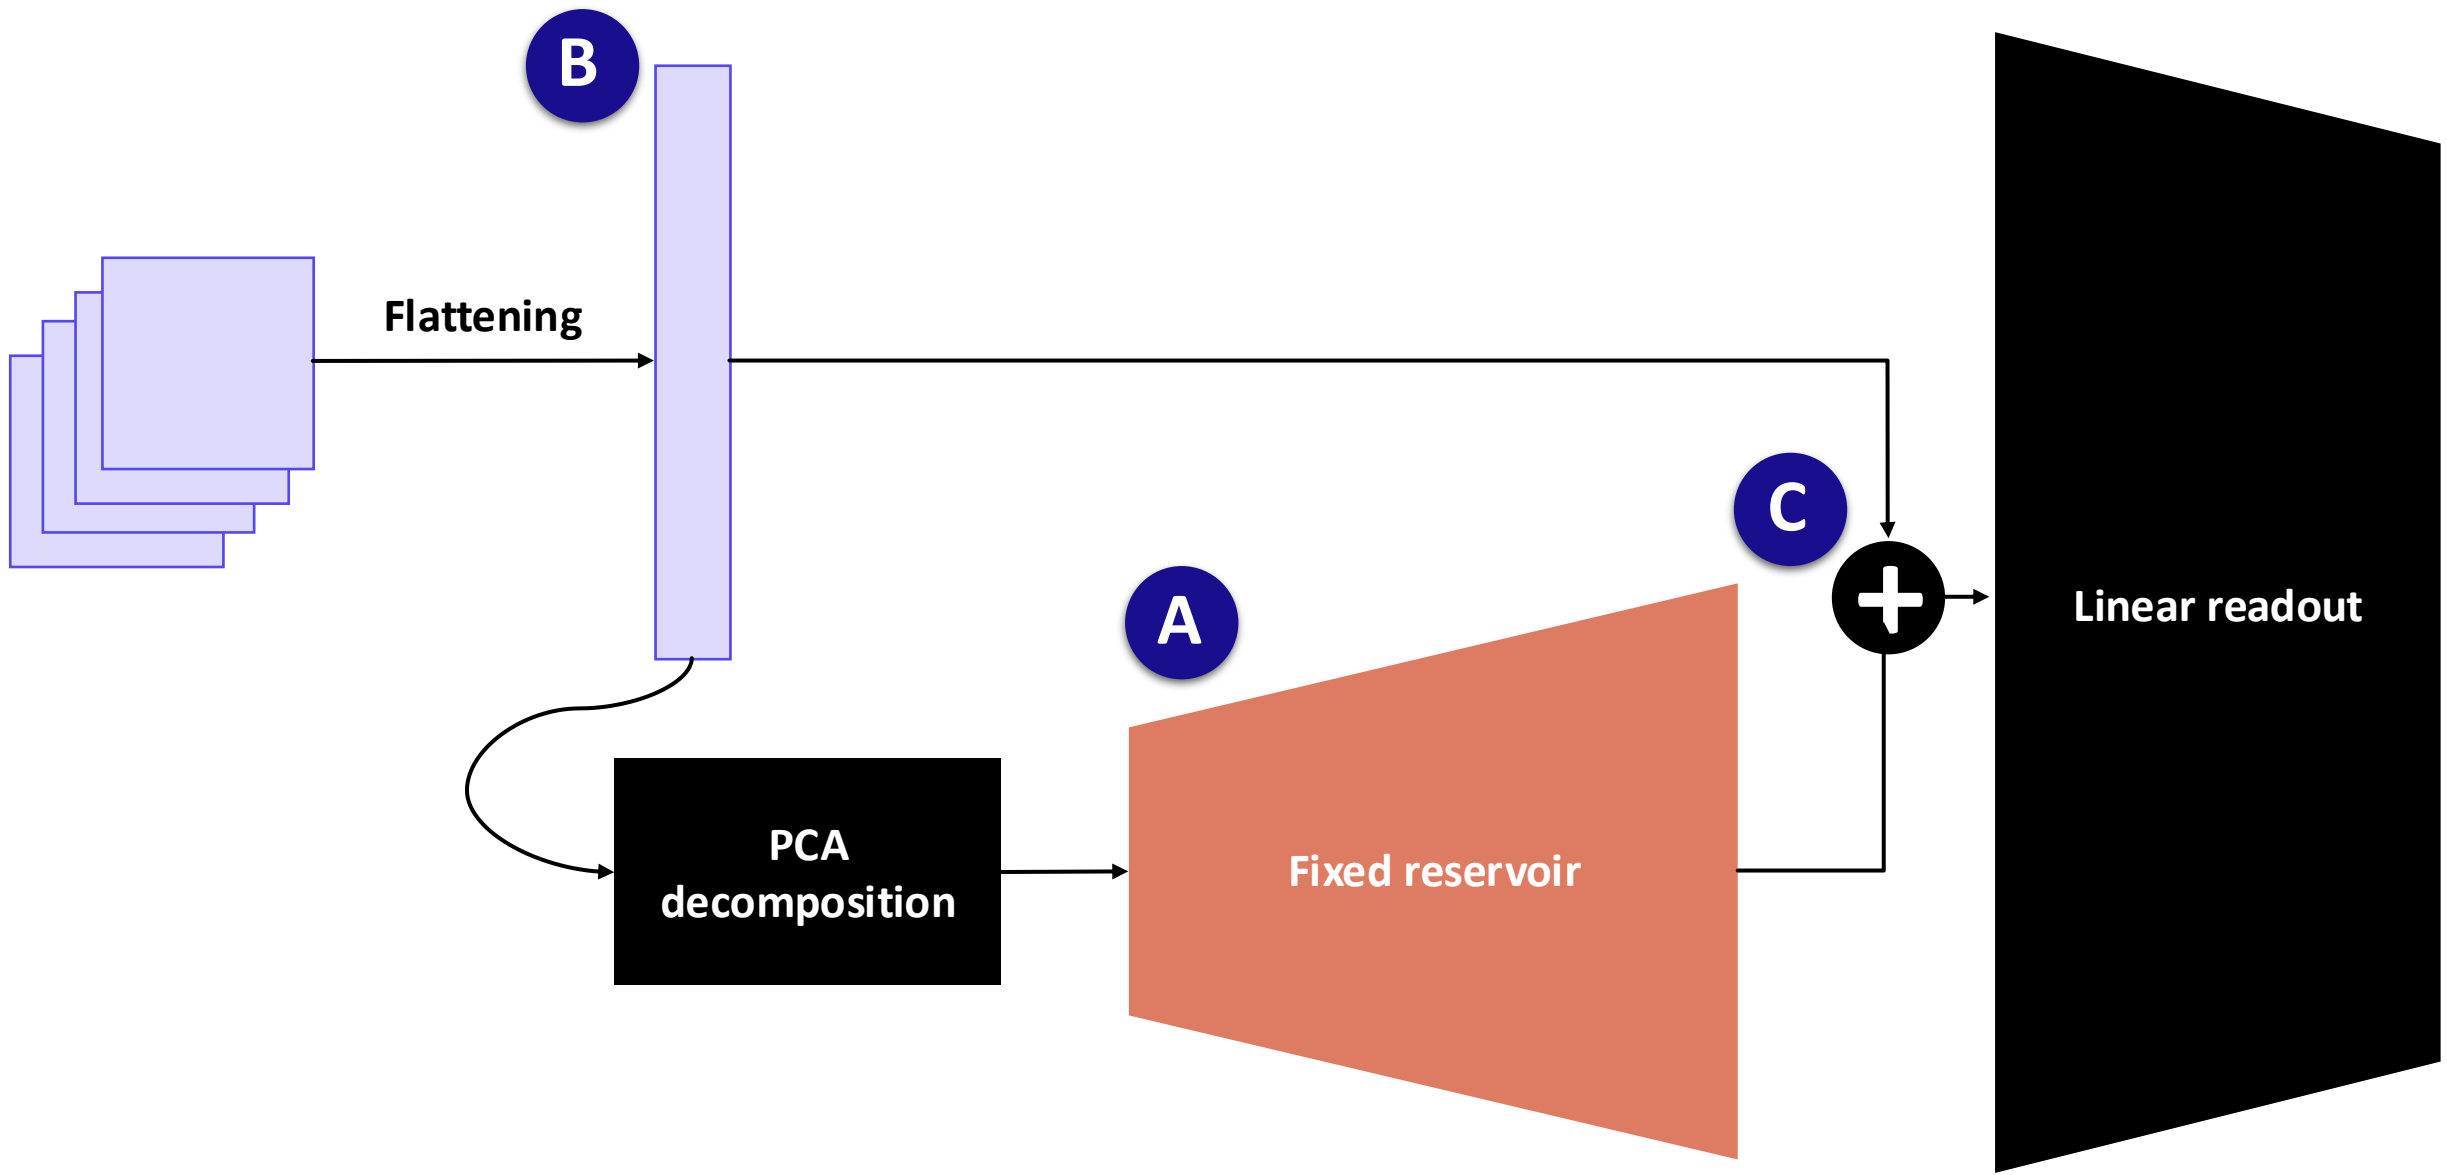 B
Flattening
C
A
Linear readout
PCA
decomposition
Fixed reservoir